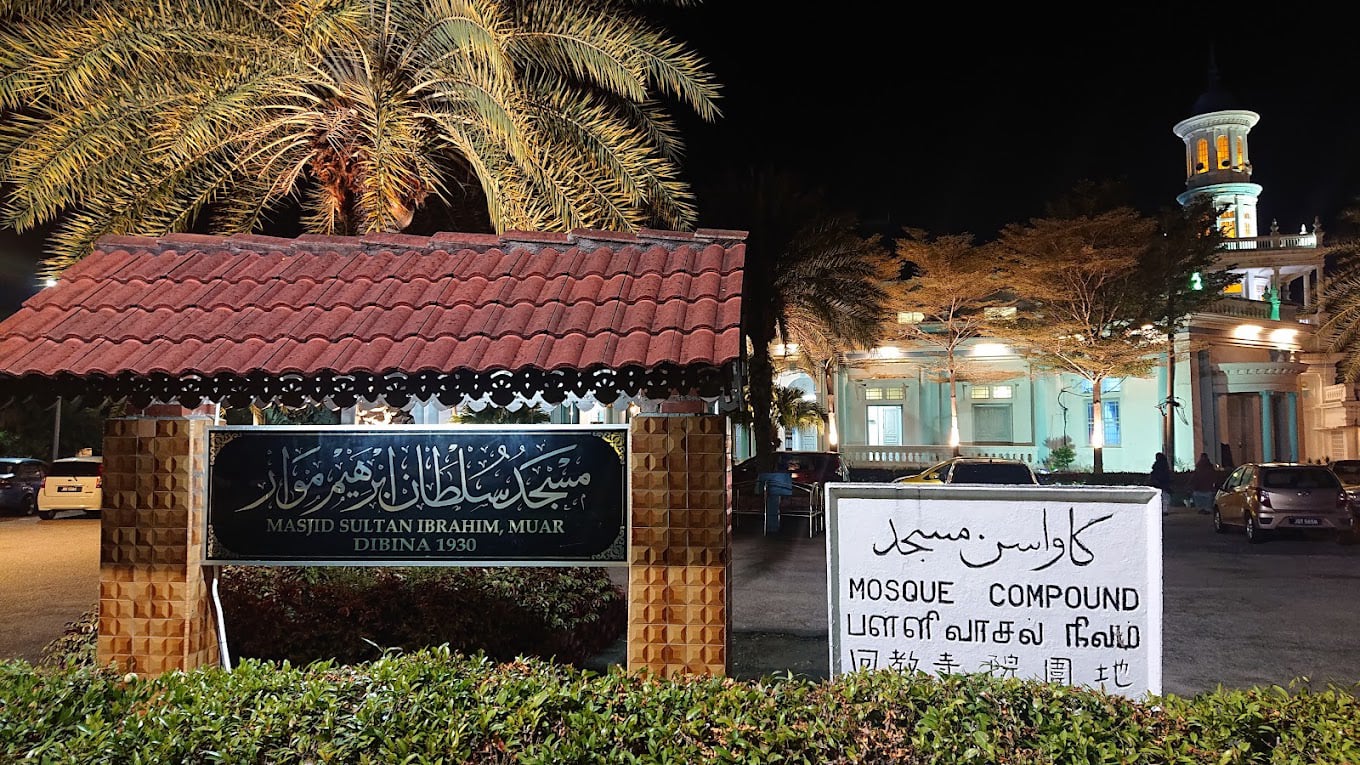 مسجد سلطان ابرهيم موار
MASJID SULTAN IBRAHIM, MUAR
DIBINA 1930
كاواسن مسجد
MOSQUE COMPOUND
பள்ளிவாசல் நிலம்
回教寺院園地